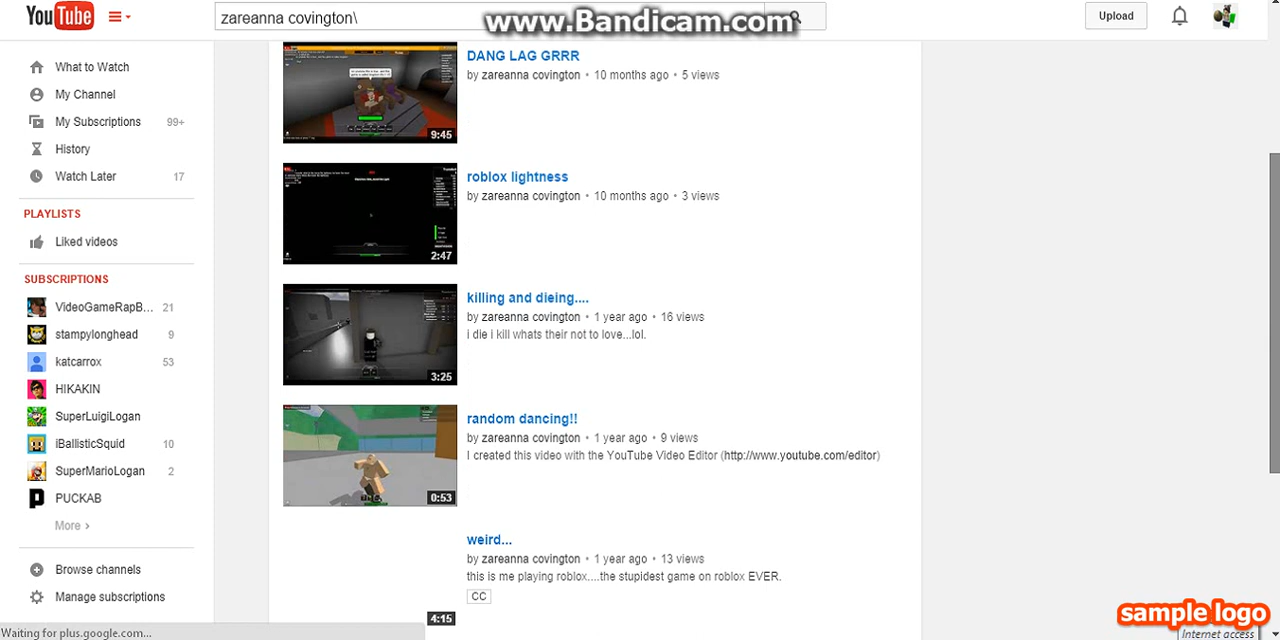 You Tube
zareanna covington\
www.Bandicam.com
Upload
What to Watch
My Channel
My Subscriptions 99+
History
Watch Later 17
PLAYLISTS
Liked videos
SUBSCRIPTIONS
VideoGameRapB... 21
stampylonghead 9
katcarrox 53
HIKAKIN
SuperLuigiLogan
iBallisticSquid 10
SuperMarioLogan 2
PUCKAB
More ›
Browse channels
Manage subscriptions
DANG LAG GRRR
by zareanna covington • 10 months ago • 5 views
9:45
roblox lightness
by zareanna covington • 10 months ago • 3 views
2:47
killing and dieing....
by zareanna covington • 1 year ago • 16 views
i die i kill whats their not to love...lol.
3:25
random dancing!!
by zareanna covington • 1 year ago • 9 views
I created this video with the YouTube Video Editor (http://www.youtube.com/editor)
0:53
weird...
by zareanna covington • 1 year ago • 13 views
this is me playing roblox....the stupidest game on roblox EVER.
CC
4:15
sample logo
Waiting for plus.google.com...
Internet access